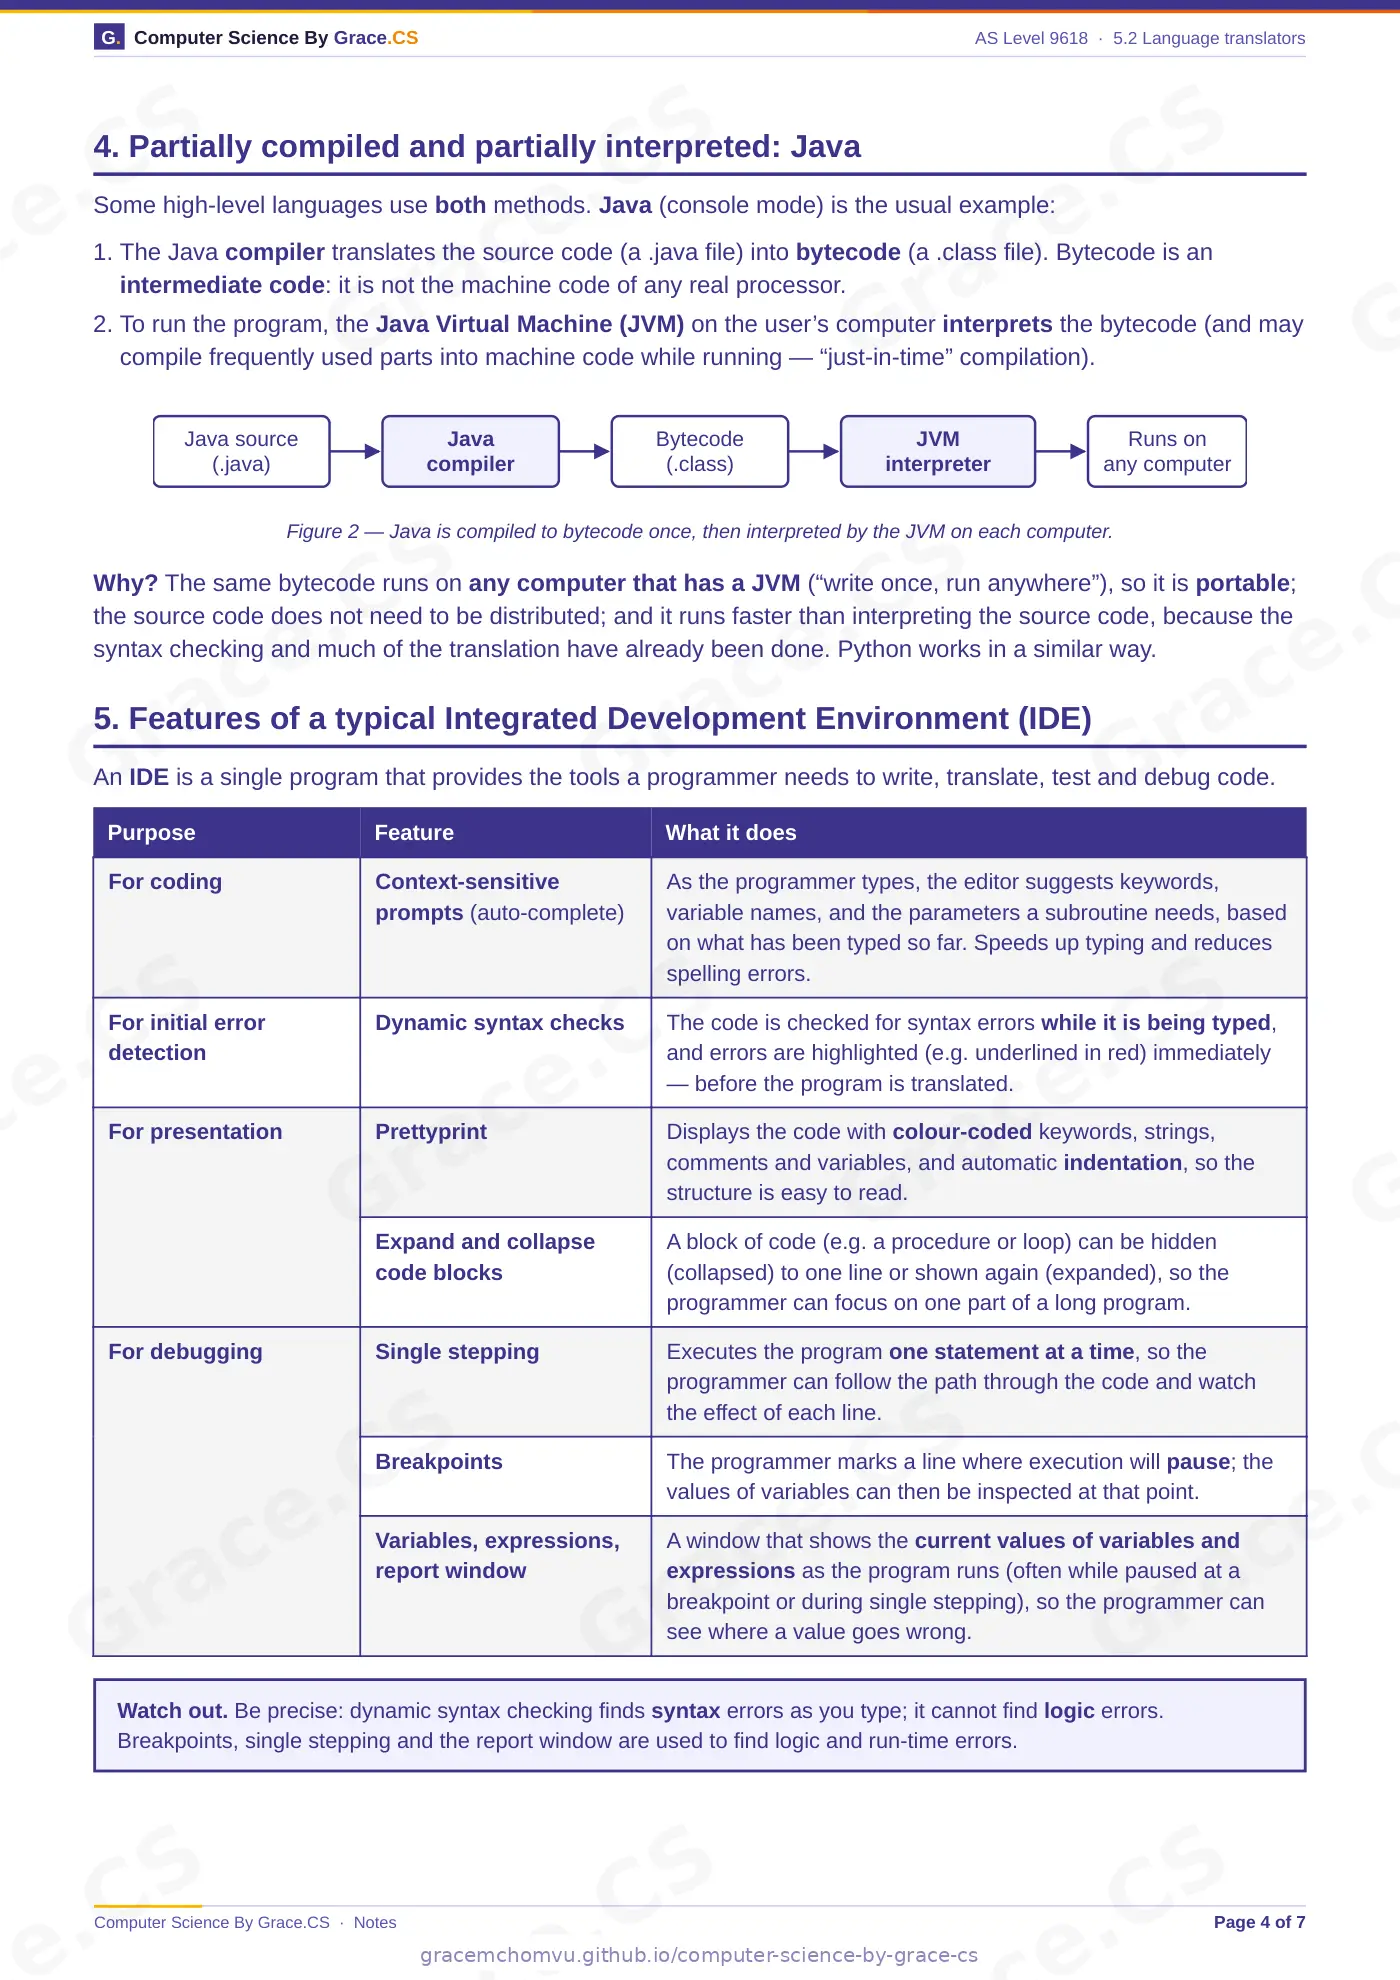 G. Computer Science By Grace.CS
AS Level 9618 · 5.2 Language translators
4. Partially compiled and partially interpreted: Java
Some high-level languages use both methods. Java (console mode) is the usual example:
1. The Java compiler translates the source code (a .java file) into bytecode (a .class file). Bytecode is an
intermediate code: it is not the machine code of any real processor.
2. To run the program, the Java Virtual Machine (JVM) on the user’s computer interprets the bytecode (and may
compile frequently used parts into machine code while running — “just-in-time” compilation).
Java source
(.java)
Java
compiler
Bytecode
(.class)
JVM
interpreter
Runs on
any computer
Figure 2 — Java is compiled to bytecode once, then interpreted by the JVM on each computer.
Why? The same bytecode runs on any computer that has a JVM (“write once, run anywhere”), so it is portable;
the source code does not need to be distributed; and it runs faster than interpreting the source code, because the
syntax checking and much of the translation have already been done. Python works in a similar way.
5. Features of a typical Integrated Development Environment (IDE)
An IDE is a single program that provides the tools a programmer needs to write, translate, test and debug code.
Purpose
Feature
What it does
For coding
Context-sensitive
prompts (auto-complete)
As the programmer types, the editor suggests keywords,
variable names, and the parameters a subroutine needs, based
on what has been typed so far. Speeds up typing and reduces
spelling errors.
For initial error
detection
Dynamic syntax checks
The code is checked for syntax errors while it is being typed,
and errors are highlighted (e.g. underlined in red) immediately
— before the program is translated.
For presentation
Prettyprint
Displays the code with colour-coded keywords, strings,
comments and variables, and automatic indentation, so the
structure is easy to read.
Expand and collapse
code blocks
A block of code (e.g. a procedure or loop) can be hidden
(collapsed) to one line or shown again (expanded), so the
programmer can focus on one part of a long program.
For debugging
Single stepping
Executes the program one statement at a time, so the
programmer can follow the path through the code and watch
the effect of each line.
Breakpoints
The programmer marks a line where execution will pause; the
values of variables can then be inspected at that point.
Variables, expressions,
report window
A window that shows the current values of variables and
expressions as the program runs (often while paused at a
breakpoint or during single stepping), so the programmer can
see where a value goes wrong.
Watch out. Be precise: dynamic syntax checking finds syntax errors as you type; it cannot find logic errors.
Breakpoints, single stepping and the report window are used to find logic and run-time errors.
Computer Science By Grace.CS · Notes
Page 4 of 7
gracemchomvu.github.io/computer-science-by-grace-cs